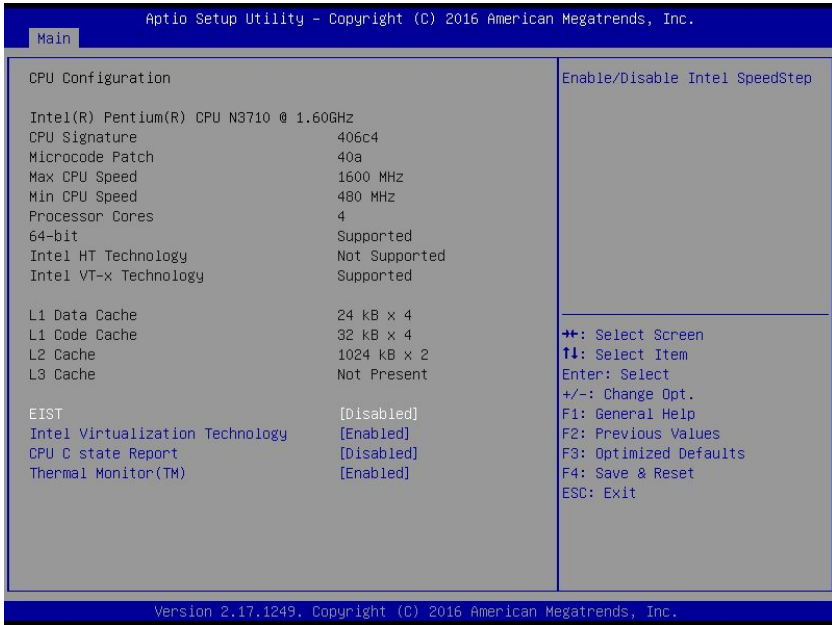 Aptio Setup Utility – Copyright (C) 2016 American Megatrends, Inc.
Main
CPU Configuration
Intel(R) Pentium(R) CPU N3710 @ 1.60GHz
CPU Signature 406c4
Microcode Patch 40a
Max CPU Speed 1600 MHz
Min CPU Speed 480 MHz
Processor Cores 4
64-bit Supported
Intel HT Technology Not Supported
Intel VT-x Technology Supported
L1 Data Cache 24 kB x 4
L1 Code Cache 32 kB x 4
L2 Cache 1024 kB x 2
L3 Cache Not Present
EIST [Disabled]
Intel Virtualization Technology [Enabled]
CPU C state Report [Disabled]
Thermal Monitor(TM) [Enabled]
Enable/Disable Intel SpeedStep
→←: Select Screen
↑↓: Select Item
Enter: Select
+/-: Change Opt.
F1: General Help
F2: Previous Values
F3: Optimized Defaults
F4: Save & Reset
ESC: Exit
Version 2.17.1249. Copyright (C) 2016 American Megatrends, Inc.